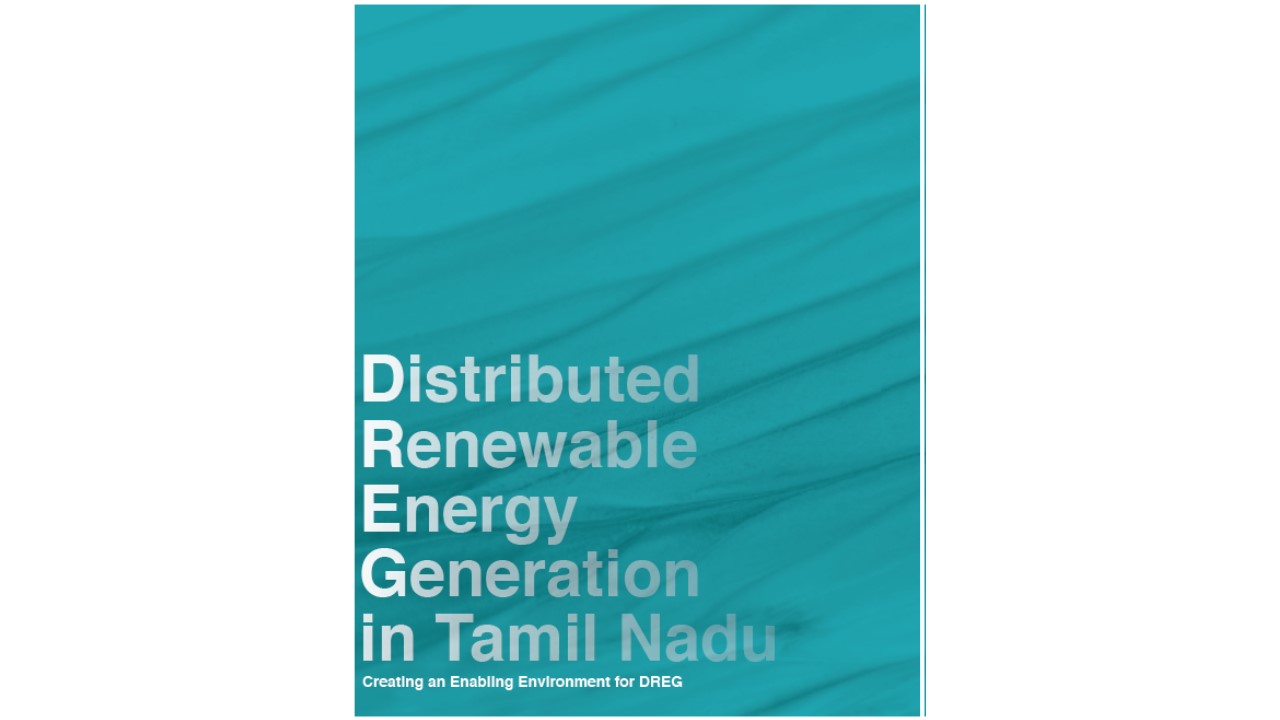 Distributed
Renewable
Energy
Generation
in Tamil Nadu
Creating an Enabling Environment for DREG